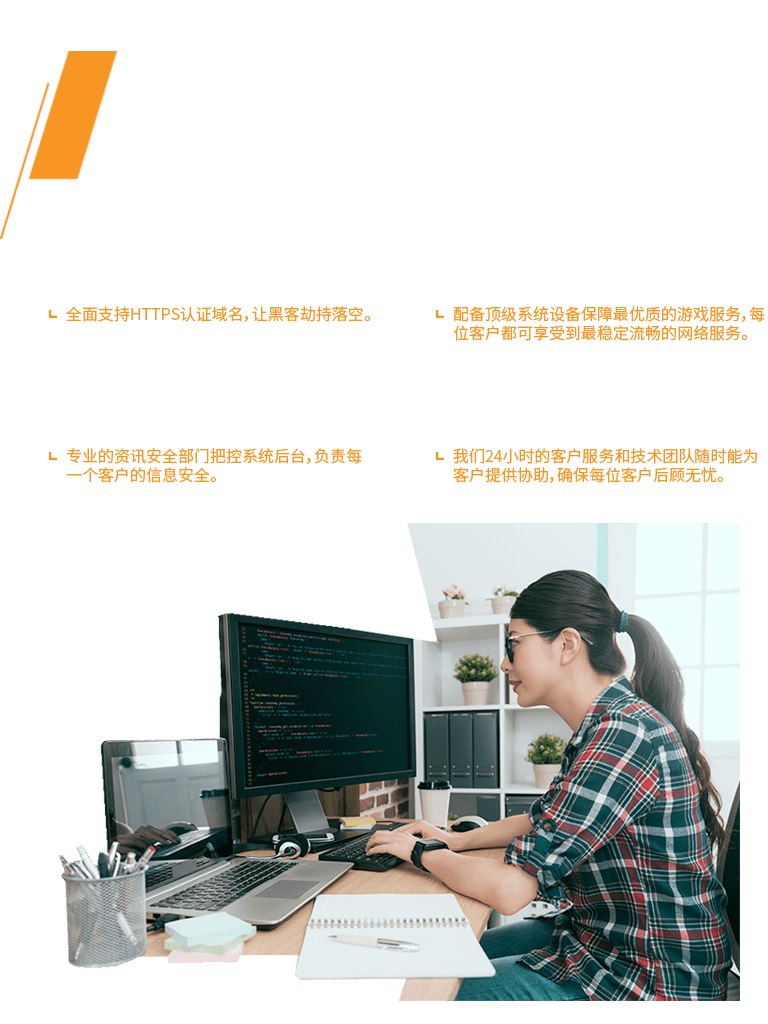 全面支持HTTPS认证域名，让黑客劫持落空。
配备顶级系统设备保障最优质的游戏服务，每
位客户都可享受到最稳定流畅的网络服务。
专业的资讯安全部门把控系统后台，负责每
一个客户的信息安全。
我们24小时的客户服务和技术团队随时能为
客户提供协助，确保每位客户后顾无忧。